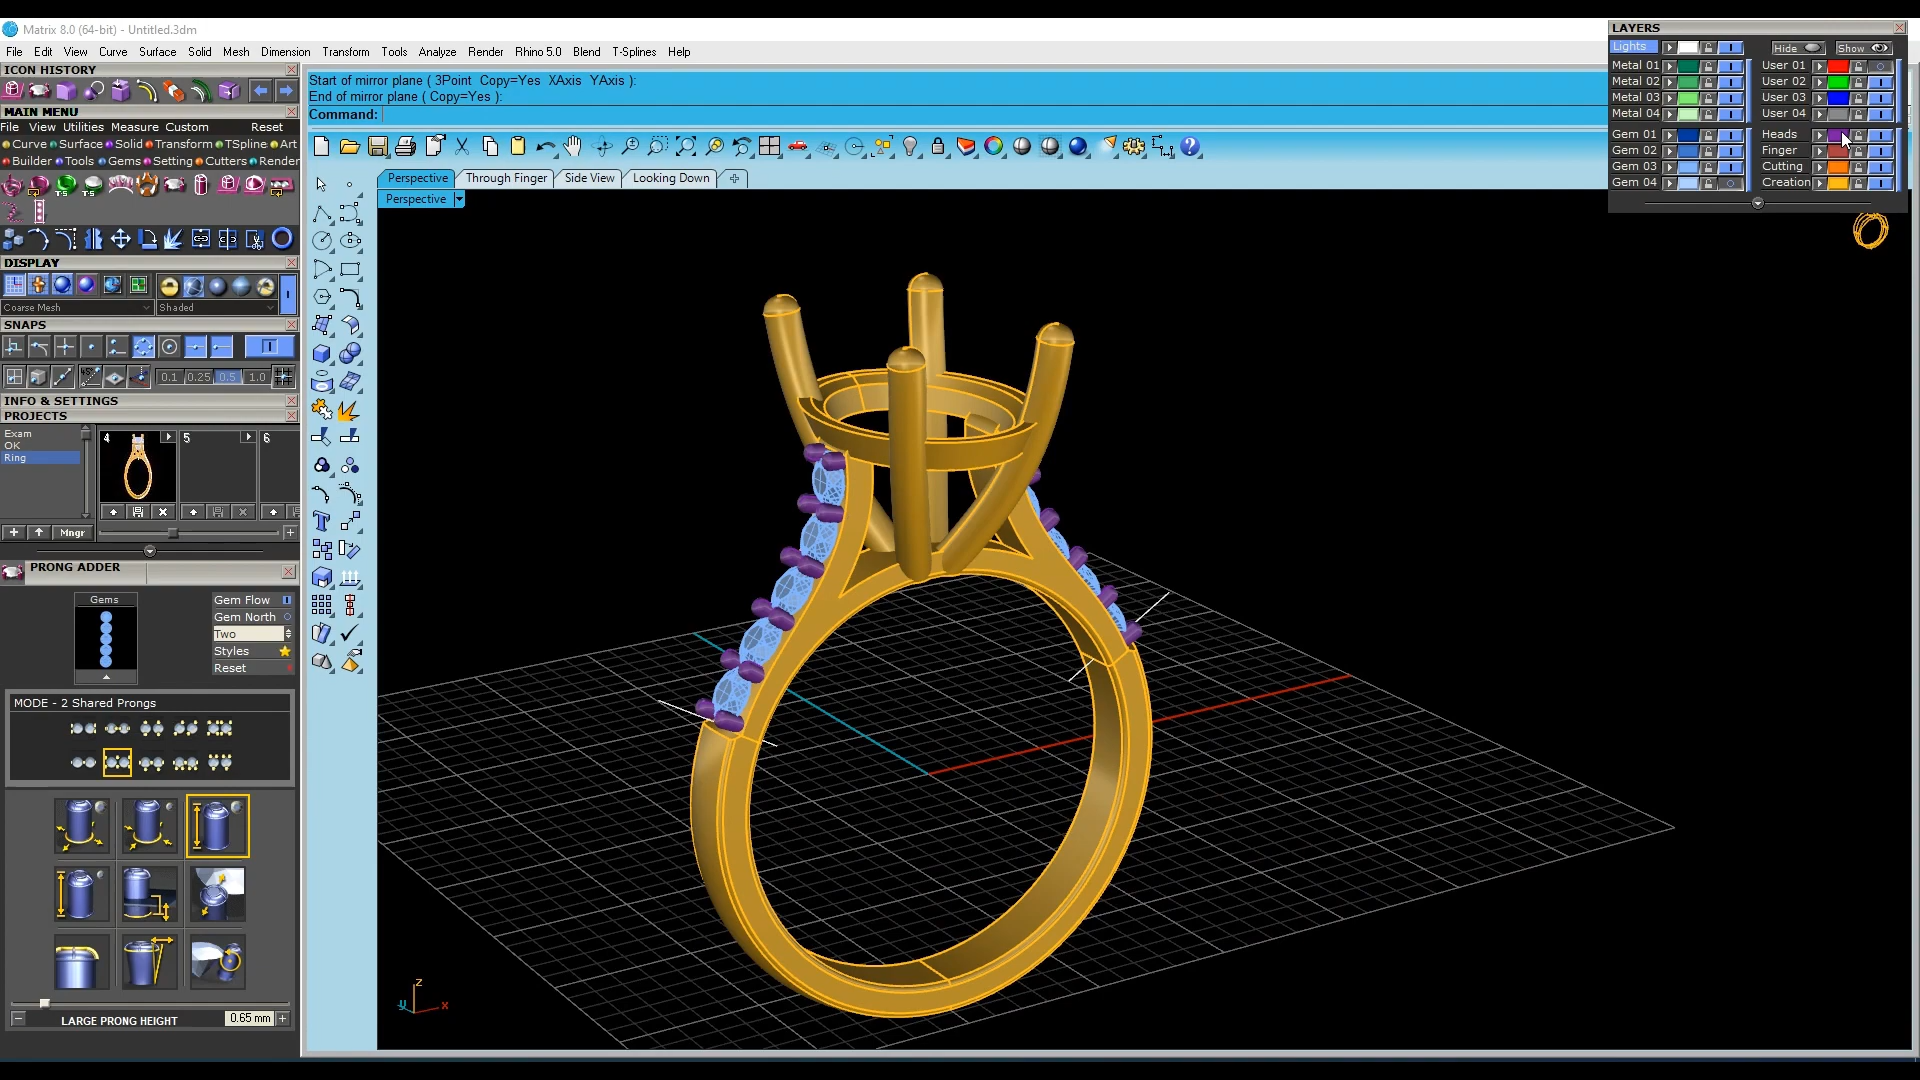 Matrix 8.0 (64-bit) - Untitled.3dm
File Edit View Curve Surface Solid Mesh Dimension Transform Tools Analyze Render Rhino 5.0 Blend T-Splines Help
ICON HISTORY
MAIN MENU
File View Utilities Measure Custom Reset
Curve Surface Solid Transform T-Spline Art
Builder Tools Gems Setting Cutters Render
T-S T-S
DISPLAY
Coarse Mesh Shaded
SNAPS
45°
0.1 0.25 0.5 1.0
INFO & SETTINGS
PROJECTS
Exam
OK
Ring
4 5 6
Mngr
PRONG ADDER
Gems
Gem Flow
Gem North
Two
Styles
Reset
MODE - 2 Shared Prongs
LARGE PRONG HEIGHT 0.65 mm
Start of mirror plane ( 3Point Copy=Yes XAxis YAxis ):
End of mirror plane ( Copy=Yes ):
Command:
Perspective Through Finger Side View Looking Down
Perspective
z
y
x
LAYERS
Lights Hide Show
Metal 01 User 01
Metal 02 User 02
Metal 03 User 03
Metal 04 User 04
Gem 01 Heads
Gem 02 Finger
Gem 03 Cutting
Gem 04 Creation